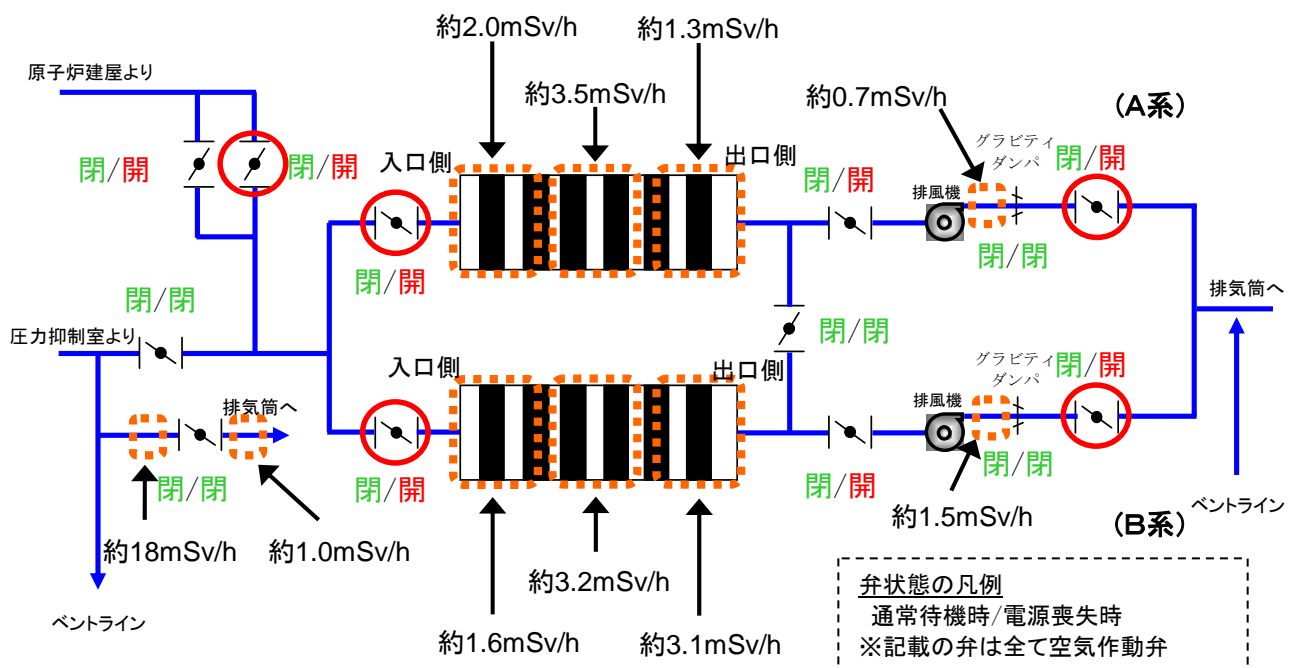 約2.0mSv/h
約1.3mSv/h
原子炉建屋より
約3.5mSv/h
約0.7mSv/h
(A系)
グラビティ
ダンパ
閉/開
閉/開
入口側
出口側
閉/開
閉/開
排風機
閉/開
閉/閉
閉/閉
排気筒へ
圧力抑制室より
閉/閉
入口側
出口側
グラビティ
ダンパ
閉/開
排気筒へ
排風機
閉/閉
閉/開
閉/開
閉/閉
約18mSv/h
約1.0mSv/h
約1.5mSv/h
(B系)
ベントライン
約3.2mSv/h
ベントライン
約1.6mSv/h
約3.1mSv/h
弁状態の凡例
通常待機時/電源喪失時
※記載の弁は全て空気作動弁